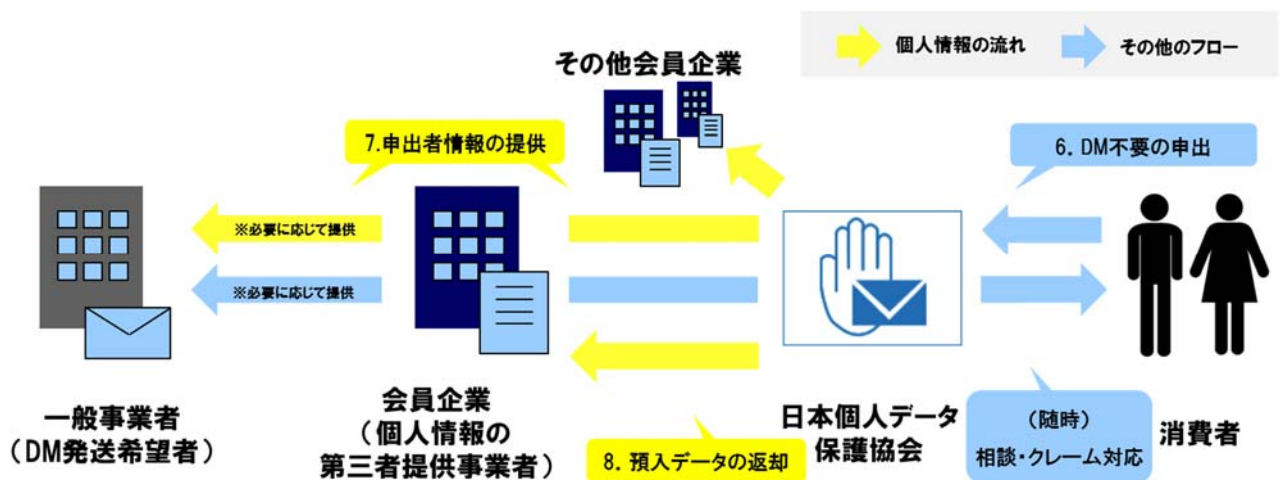 個人情報の流れ
その他のフロー
その他会員企業
7.申出者情報の提供
6. DM不要の申出
※必要に応じて提供
※必要に応じて提供
一般事業者
（DM発送希望者）
会員企業
（個人情報の
第三者提供事業者）
8. 預入データの返却
日本個人データ
保護協会
（随時）
相談・クレーム対応
消費者